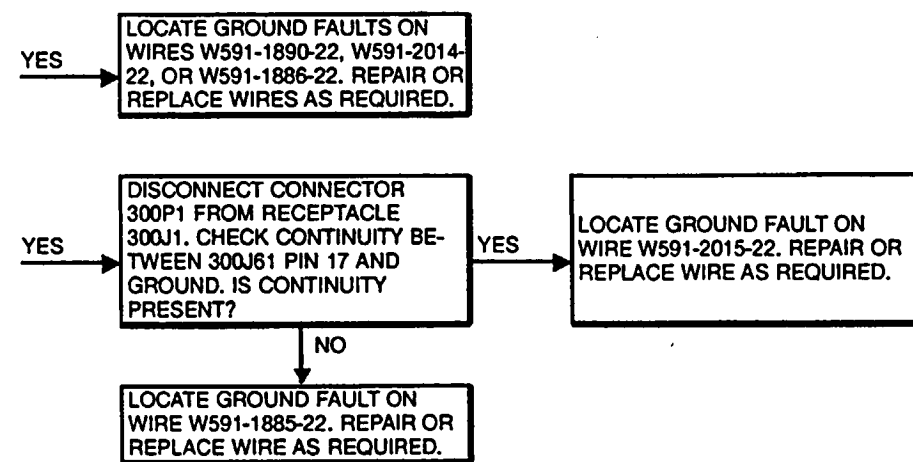 YES
LOCATE GROUND FAULTS ON
WIRES W591-1890-22, W591-2014-
22, OR W591-1886-22. REPAIR OR
REPLACE WIRES AS REQUIRED.
YES
DISCONNECT CONNECTOR
300P1 FROM RECEPTACLE
300J1. CHECK CONTINUITY BE-
TWEEN 300J61 PIN 17 AND
GROUND. IS CONTINUITY
PRESENT?
YES
LOCATE GROUND FAULT ON
WIRE W591-2015-22. REPAIR OR
REPLACE WIRE AS REQUIRED.
NO
LOCATE GROUND FAULT ON
WIRE W591-1885-22. REPAIR OR
REPLACE WIRE AS REQUIRED.